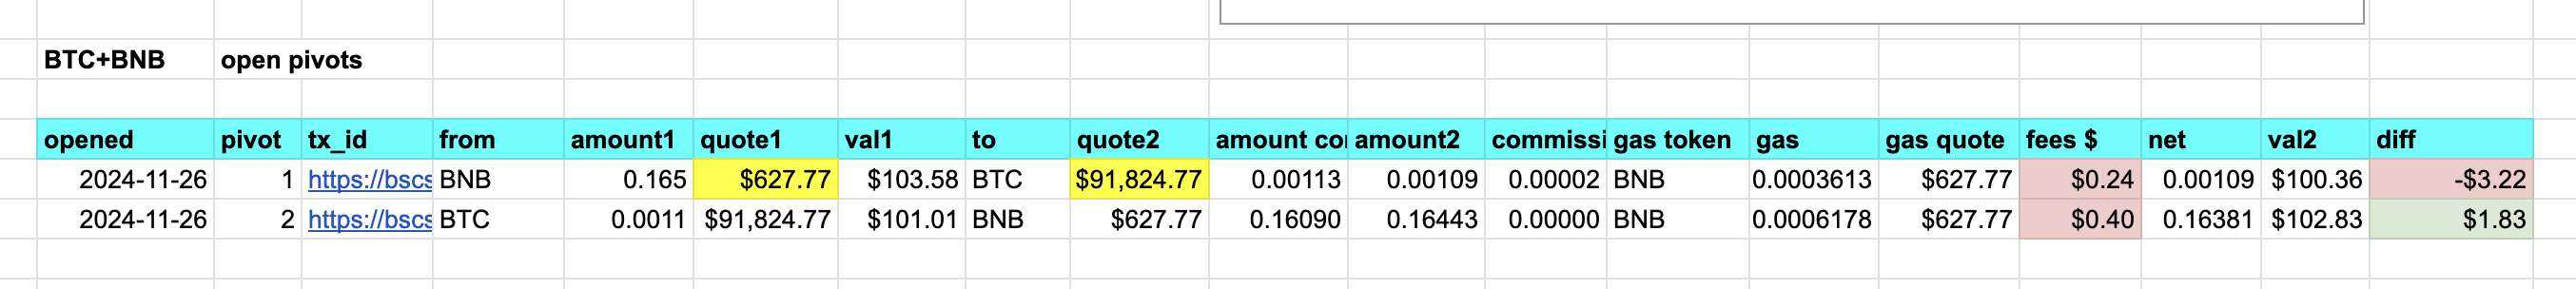 BTC+BNB open pivots
opened pivot tx_id from amount1 quote1 val1 to quote2 amount co amount2 commissi gas token gas gas quote fees $ net val2 diff
2024-11-26 1 https://bscs BNB 0.165 $627.77 $103.58 BTC $91,824.77 0.00113 0.00109 0.00002 BNB 0.0003613 $627.77 $0.24 0.00109 $100.36 -$3.22
2024-11-26 2 https://bscs BTC 0.0011 $91,824.77 $101.01 BNB $627.77 0.16090 0.16443 0.00000 BNB 0.0006178 $627.77 $0.40 0.16381 $102.83 $1.83